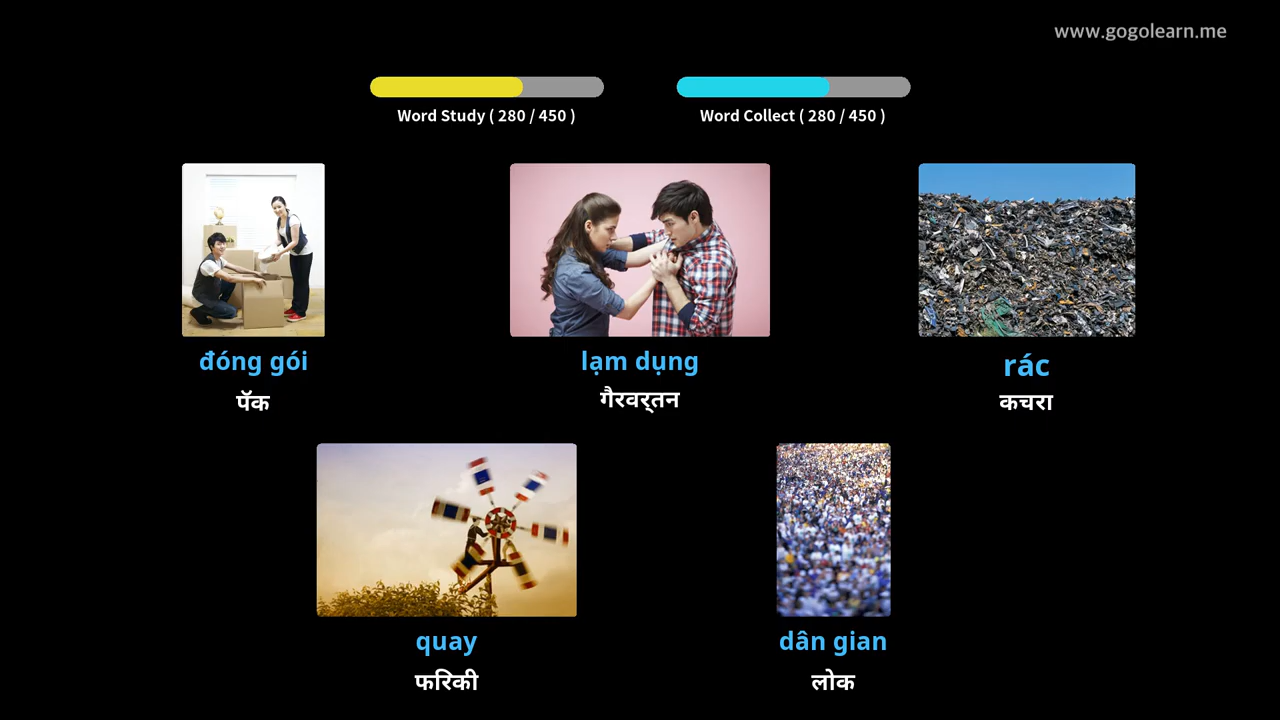 www.gogolearn.me
Word Study ( 280 / 450 )
Word Collect ( 280 / 450 )
đóng gói
पॅक
lạm dụng
गैरवर्तन
rác
कचरा
quay
फिरकी
dân gian
लोक